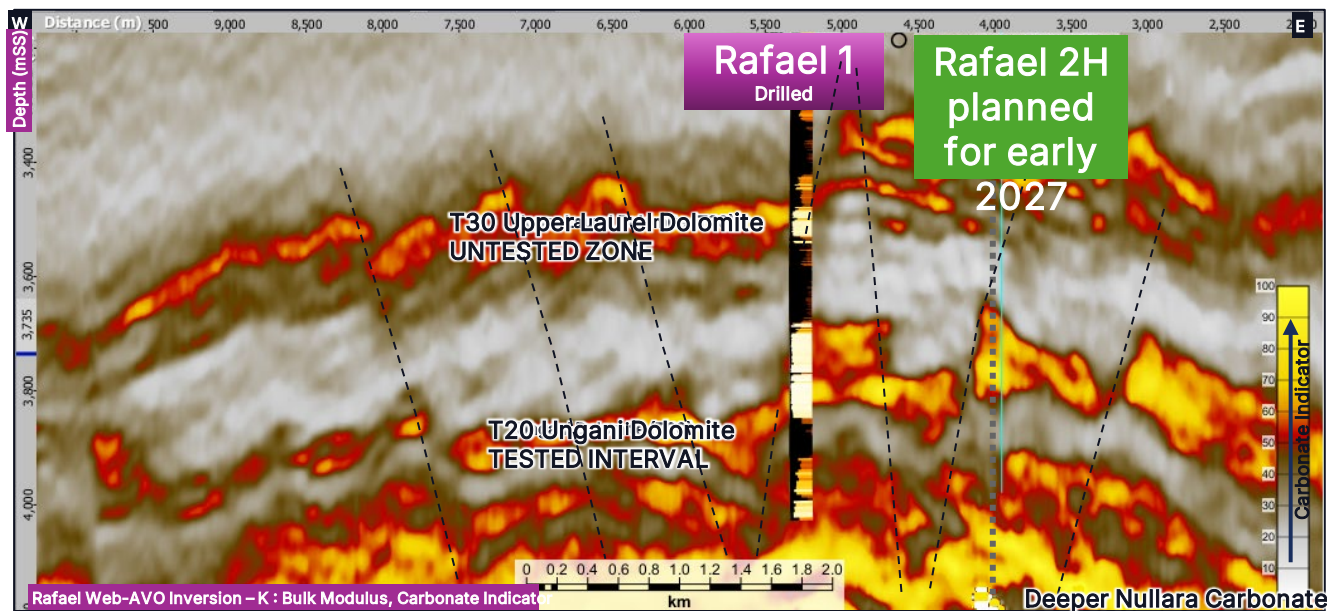 W
Distance (m)
9,000
8,500
8,000
7,500
7,000
6,500
6,000
5,500
5,000
4,500
4,000
3,500
3,000
2,500
E
Depth (mSS)
3,400
3,600
3,735
3,800
4,000
Rafael 1
Drilled
Rafael 2H
planned
for early
2027
T30 Upper Laurel Dolomite
UNTESTED ZONE
T20 Ungani Dolomite
TESTED INTERVAL
100
90
80
70
60
50
40
30
20
10
Carbonate Indicator
0 0.2 0.4 0.6 0.8 1.0 1.2 1.4 1.6 1.8 2.0
km
Rafael Web-AVO Inversion – K : Bulk Modulus, Carbonate Indicator
Deeper Nullara Carbonate